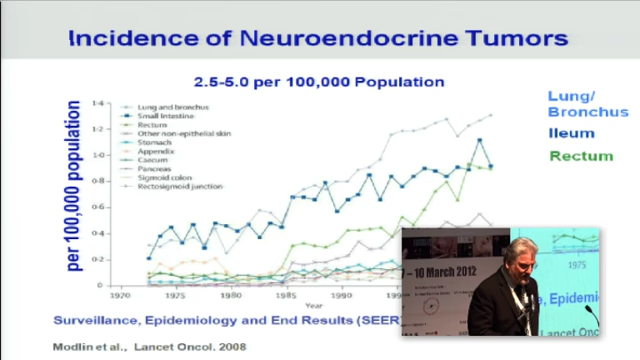 Incidence of Neuroendocrine Tumors
2.5-5.0 per 100,000 Population
per 100,000 population
1·4
1·2
1·0
0·8
0·6
0·4
0·2
0
Lung and bronchus
Small intestine
Rectum
Other non-epithelial skin
Stomach
Appendix
Caecum
Pancreas
Sigmoid colon
Rectosigmoid junction
Lung/
Bronchus
Ileum
Rectum
1970
1975
1980
1985
1990
Year
Surveillance, Epidemiology and End Results (SEER
Modlin et al., Lancet Oncol. 2008
10 March 2012
1975
Epidemi
Lancet On